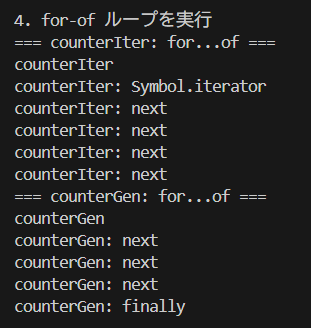 4. for-of ループを実行
=== counterIter: for...of ===
counterIter
counterIter: Symbol.iterator
counterIter: next
counterIter: next
counterIter: next
counterIter: next
=== counterGen: for...of ===
counterGen
counterGen: next
counterGen: next
counterGen: next
counterGen: finally